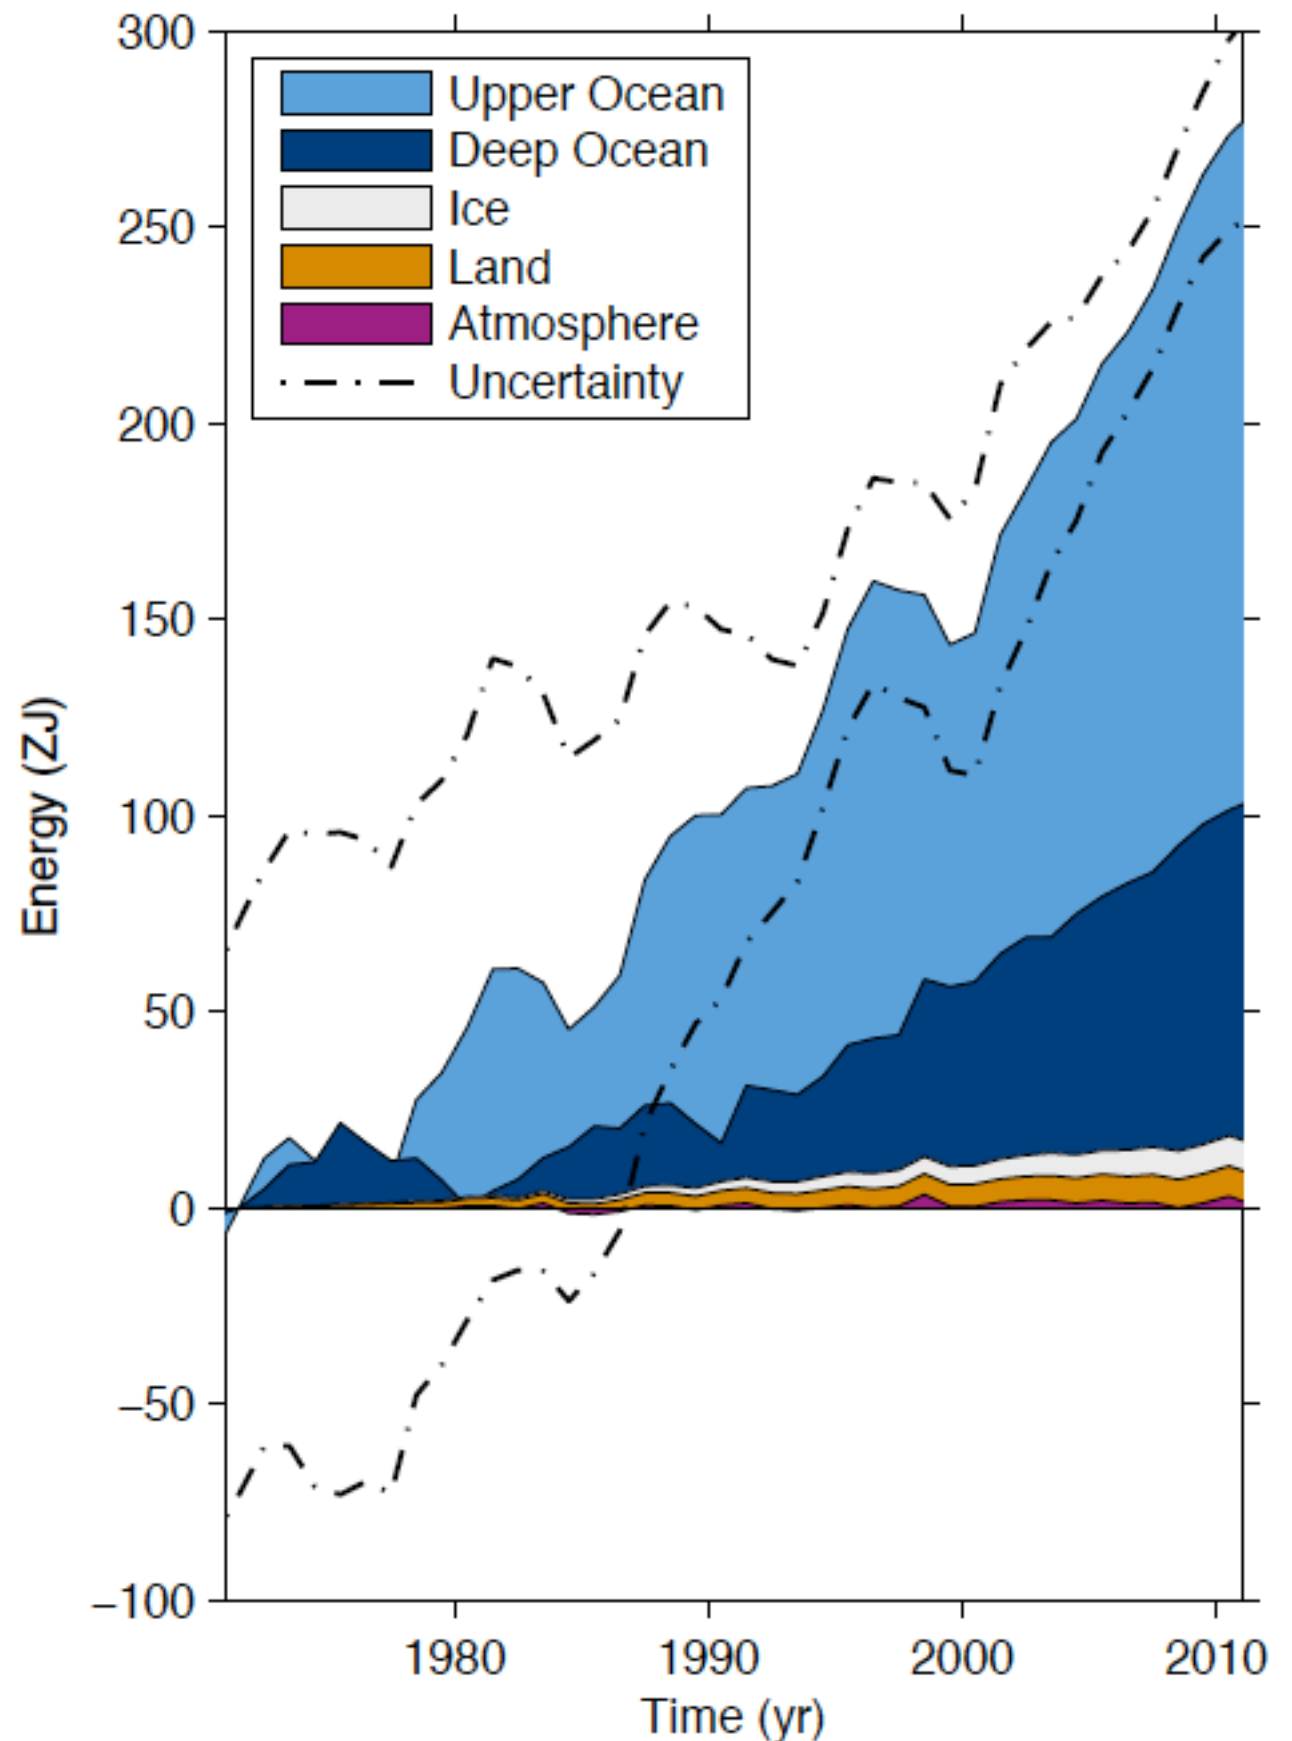 300
250
200
150
100
50
0
−50
−100
Energy (ZJ)
Upper Ocean
Deep Ocean
Ice
Land
Atmosphere
Uncertainty
1980 1990 2000 2010
Time (yr)